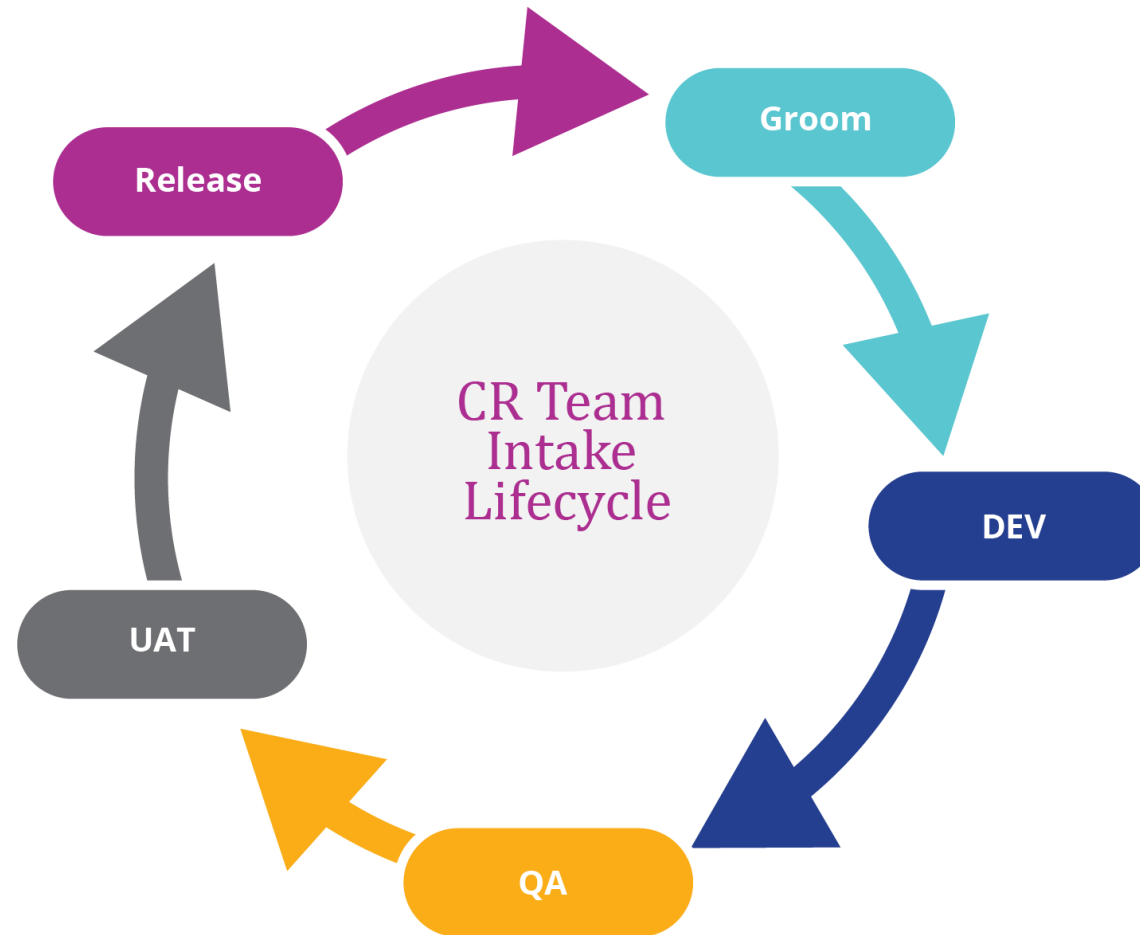 Groom
Release
CR Team
Intake
Lifecycle
DEV
UAT
QA